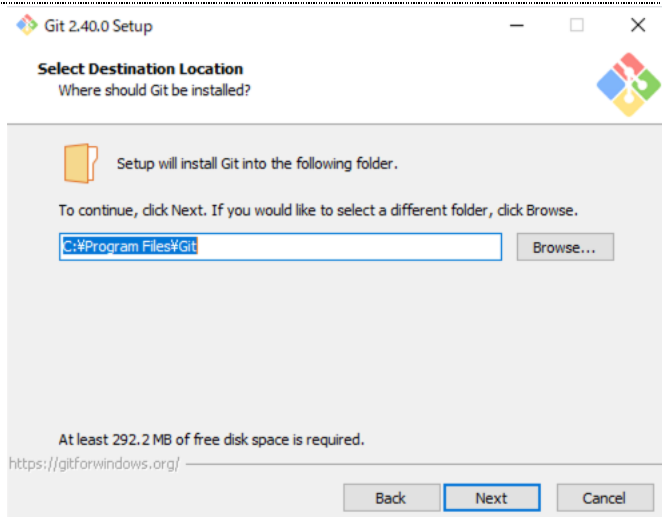 Git 2.40.0 Setup
Select Destination Location
Where should Git be installed?
Setup will install Git into the following folder.
To continue, click Next. If you would like to select a different folder, click Browse.
C:¥Program Files¥Git
Browse...
At least 292.2 MB of free disk space is required.
https://gitforwindows.org/
Back
Next
Cancel